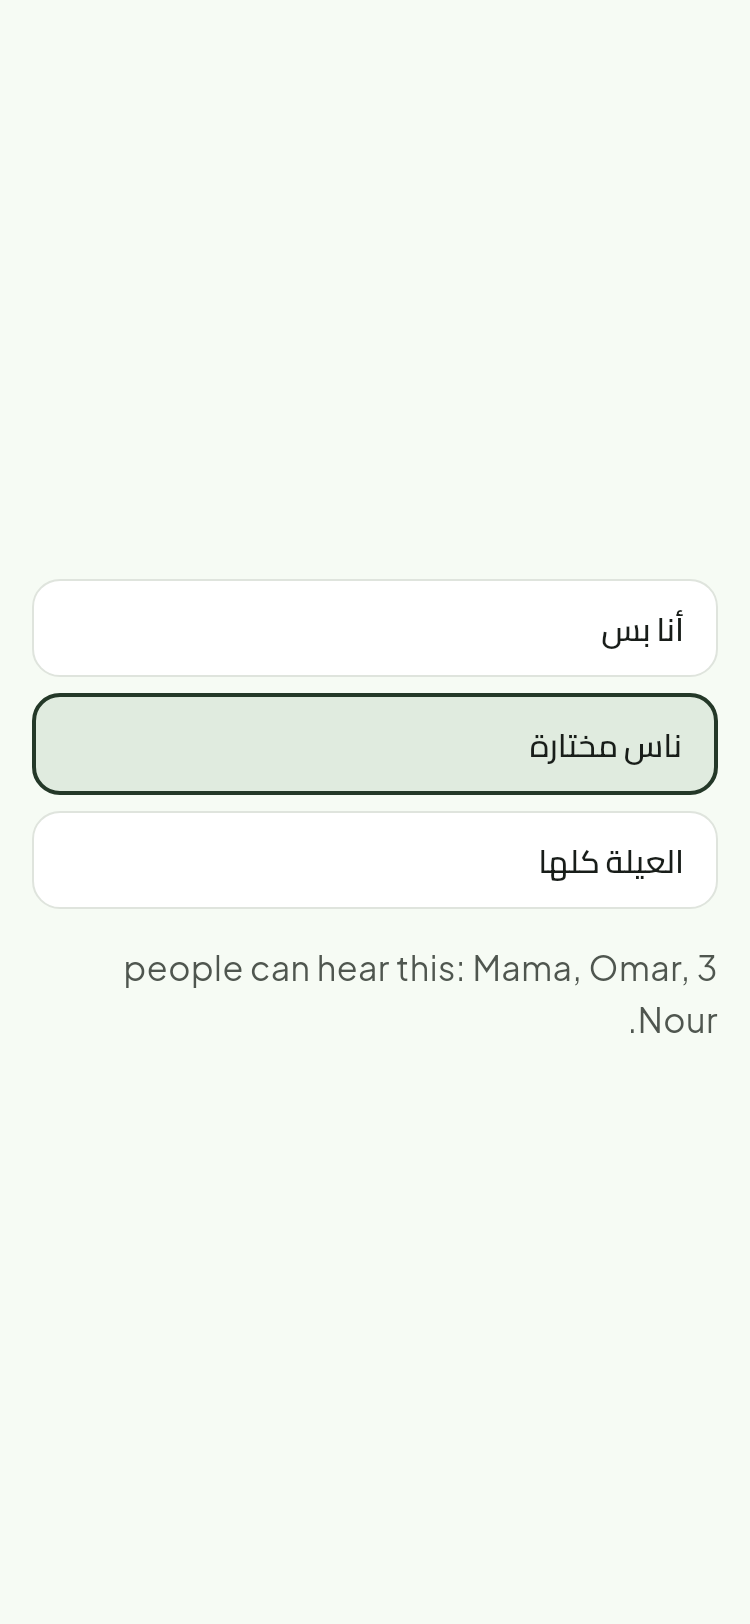 أنا بس
ناس مختارة
العيلة كلها
3 people can hear this: Mama, Omar,
Nour.